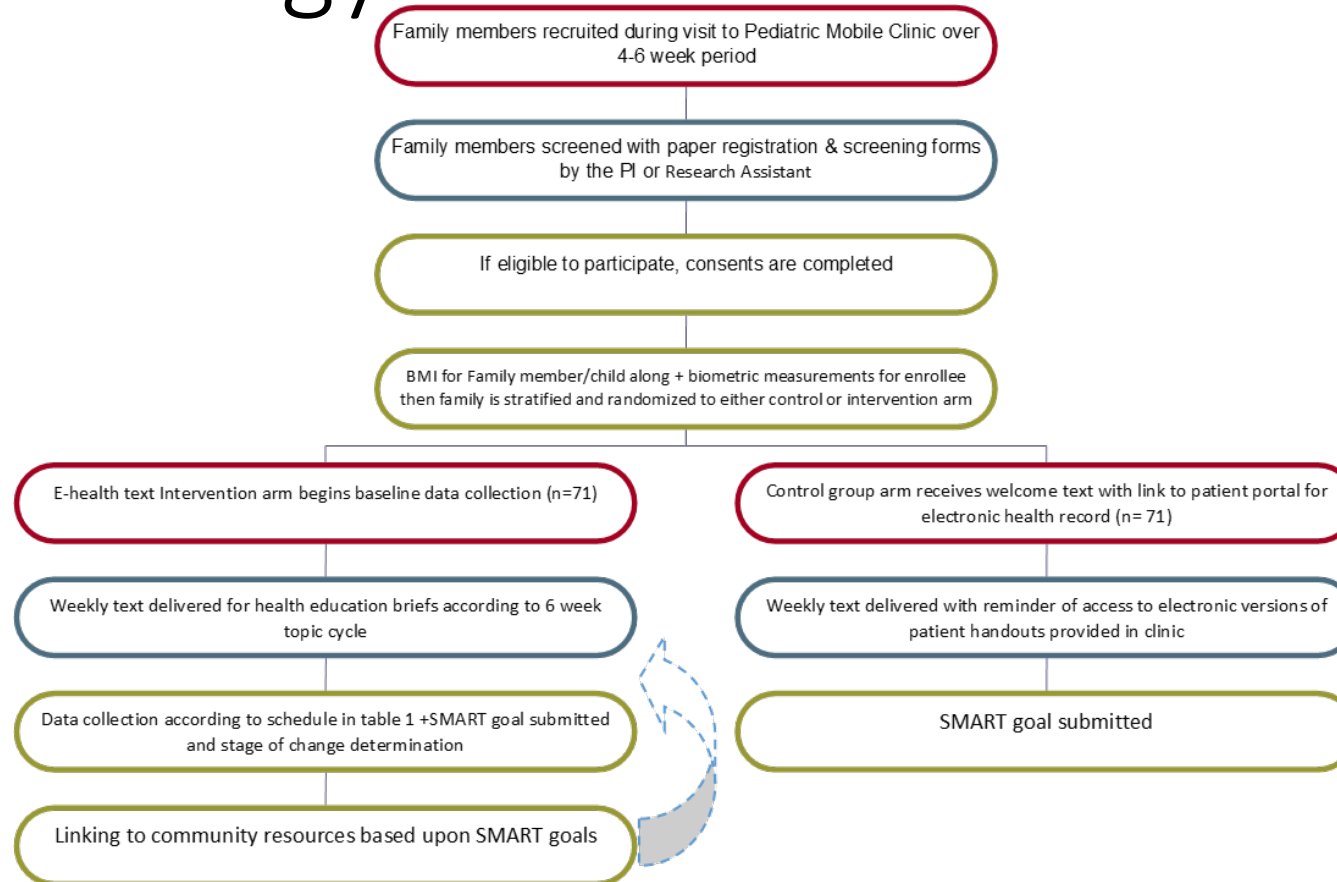 gy
Family members recruited during visit to Pediatric Mobile Clinic over
4-6 week period
Family members screened with paper registration & screening forms
by the PI or Research Assistant
If eligible to participate, consents are completed
BMI for Family member/child along + biometric measurements for enrollee
then family is stratified and randomized to either control or intervention arm
E-health text Intervention arm begins baseline data collection (n=71)
Control group arm receives welcome text with link to patient portal for
electronic health record (n= 71)
Weekly text delivered for health education briefs according to 6 week
topic cycle
Weekly text delivered with reminder of access to electronic versions of
patient handouts provided in clinic
Data collection according to schedule in table 1 +SMART goal submitted
and stage of change determination
SMART goal submitted
Linking to community resources based upon SMART goals